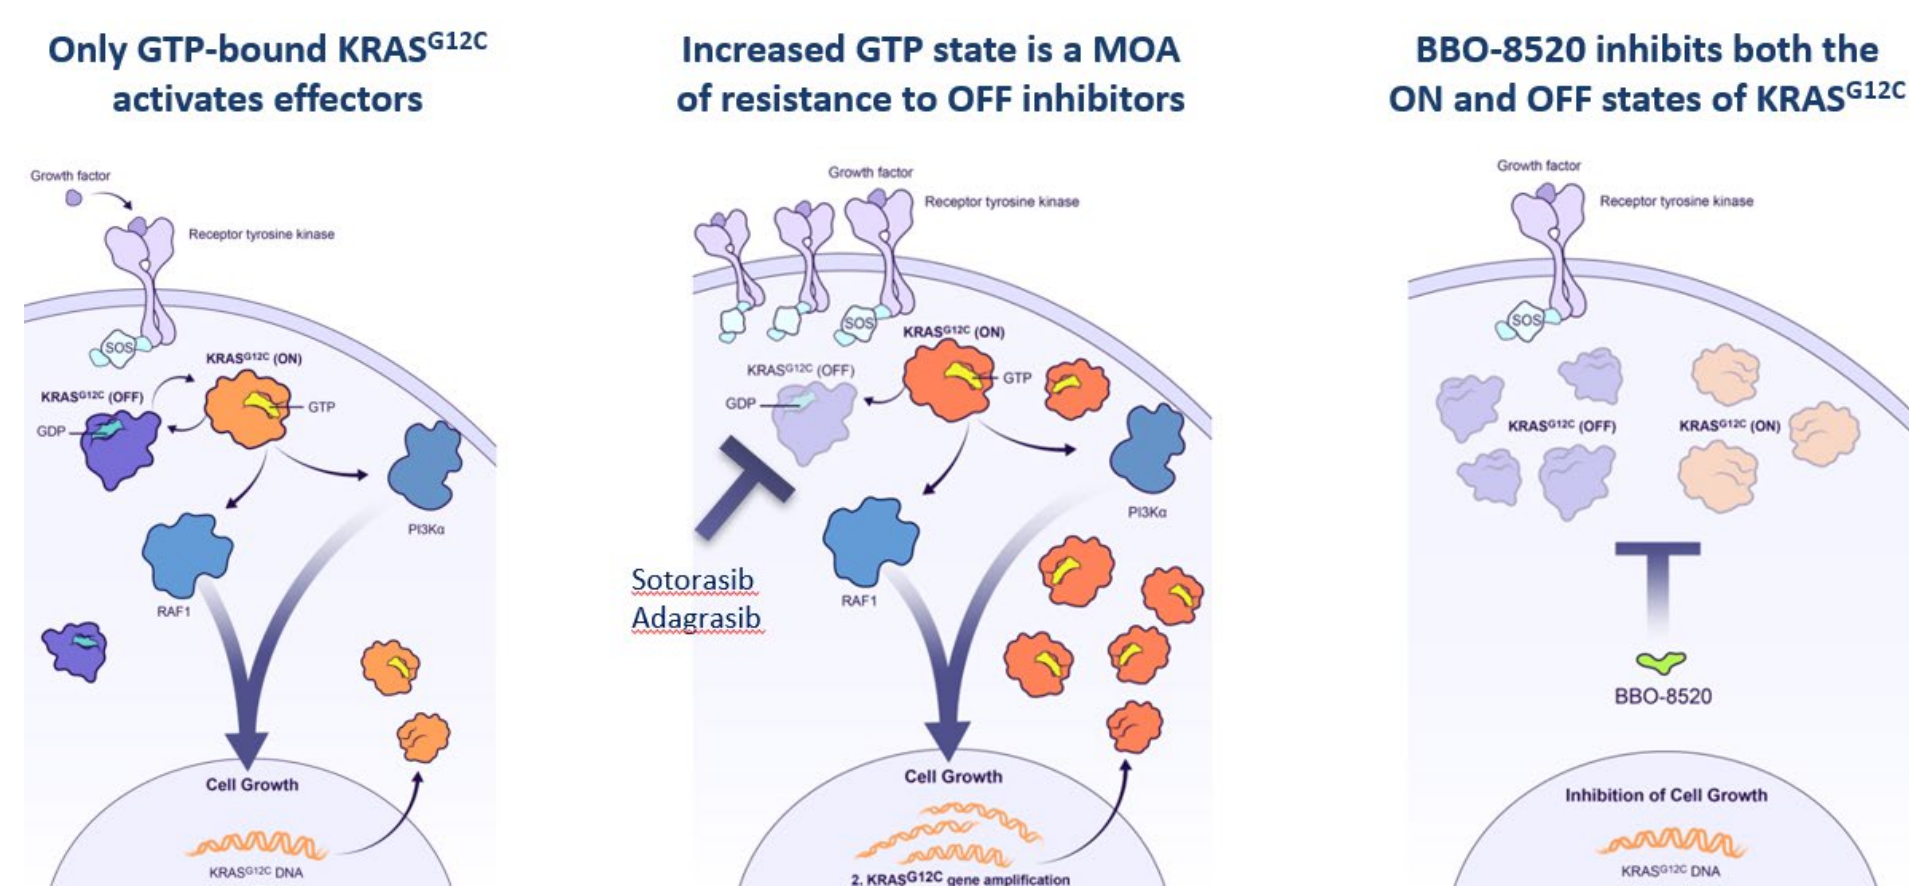 Only GTP-bound KRASG12C
activates effectors
Growth factor
Receptor tyrosine kinase
SOS
KRASG12C (ON)
KRASG12C (OFF)
GTP
GDP
PI3Kα
RAF1
Cell Growth
KRASG12C DNA
Increased GTP state is a MOA
of resistance to OFF inhibitors
Growth factor
Receptor tyrosine kinase
SOS
KRASG12C (ON)
KRASG12C (OFF)
GTP
GDP
PI3Kα
Sotorasib
Adagrasib
RAF1
Cell Growth
2. KRASG12C gene amplification
BBO-8520 inhibits both the
ON and OFF states of KRASG12C
Growth factor
Receptor tyrosine kinase
SOS
KRASG12C (OFF)
KRASG12C (ON)
BBO-8520
Inhibition of Cell Growth
KRASG12C DNA